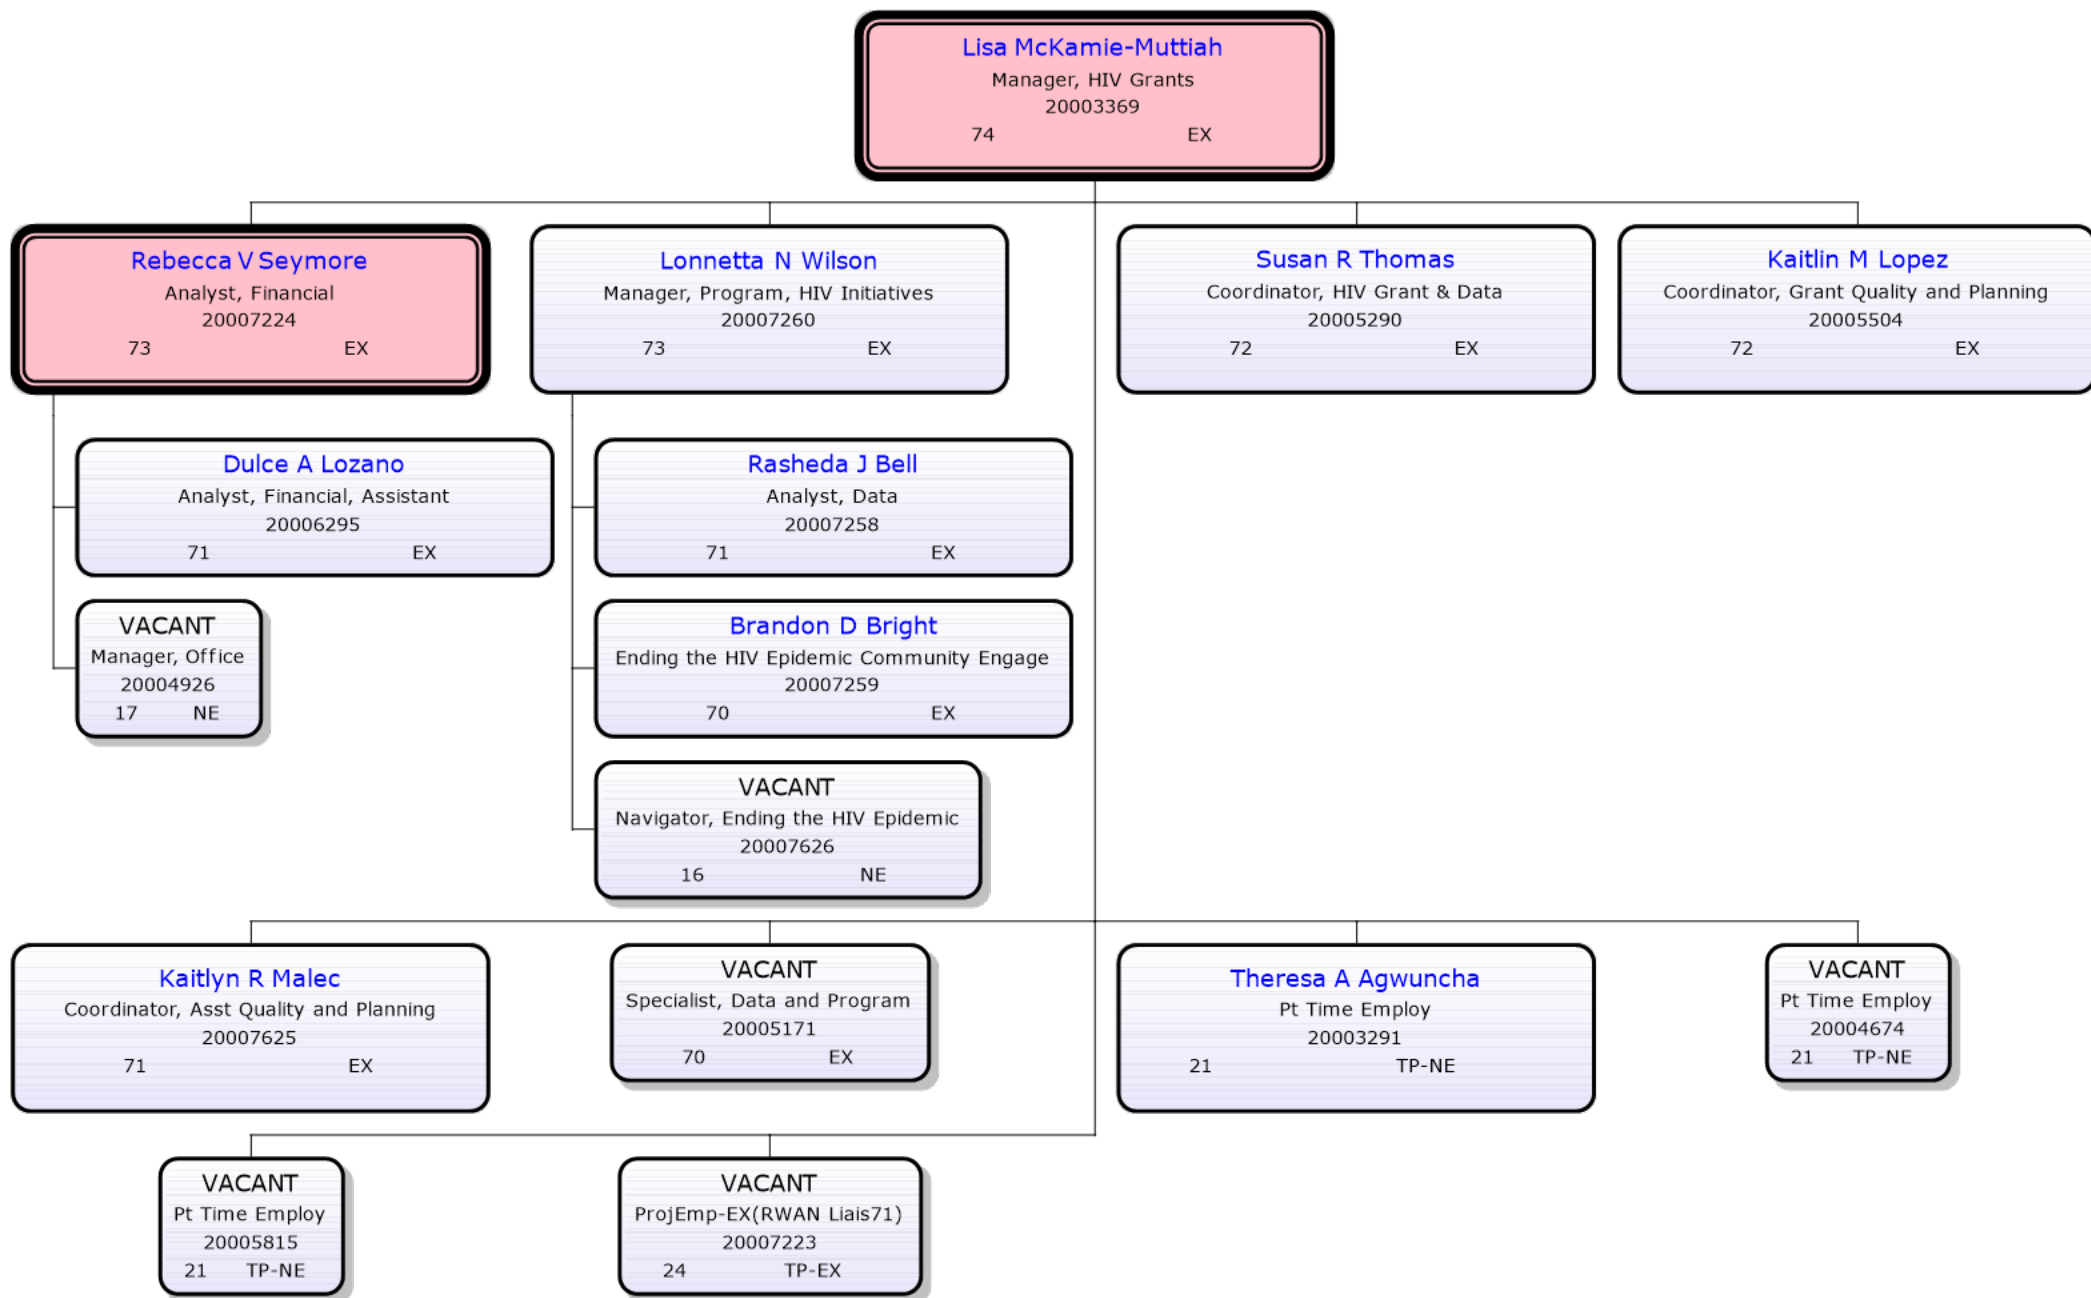 Lisa McKamie-Muttiah
Manager, HIV Grants
20003369
74 EX
Rebecca V Seymore
Analyst, Financial
20007224
73 EX
Lonnetta N Wilson
Manager, Program, HIV Initiatives
20007260
73 EX
Susan R Thomas
Coordinator, HIV Grant & Data
20005290
72 EX
Kaitlin M Lopez
Coordinator, Grant Quality and Planning
20005504
72 EX
Dulce A Lozano
Analyst, Financial, Assistant
20006295
71 EX
VACANT
Manager, Office
20004926
17 NE
Rasheda J Bell
Analyst, Data
20007258
71 EX
Brandon D Bright
Ending the HIV Epidemic Community Engage
20007259
70 EX
VACANT
Navigator, Ending the HIV Epidemic
20007626
16 NE
Kaitlyn R Malec
Coordinator, Asst Quality and Planning
20007625
71 EX
VACANT
Specialist, Data and Program
20005171
70 EX
Theresa A Agwuncha
Pt Time Employ
20003291
21 TP-NE
VACANT
Pt Time Employ
20004674
21 TP-NE
VACANT
Pt Time Employ
20005815
21 TP-NE
VACANT
ProjEmp-EX(RWAN Liais71)
20007223
24 TP-EX